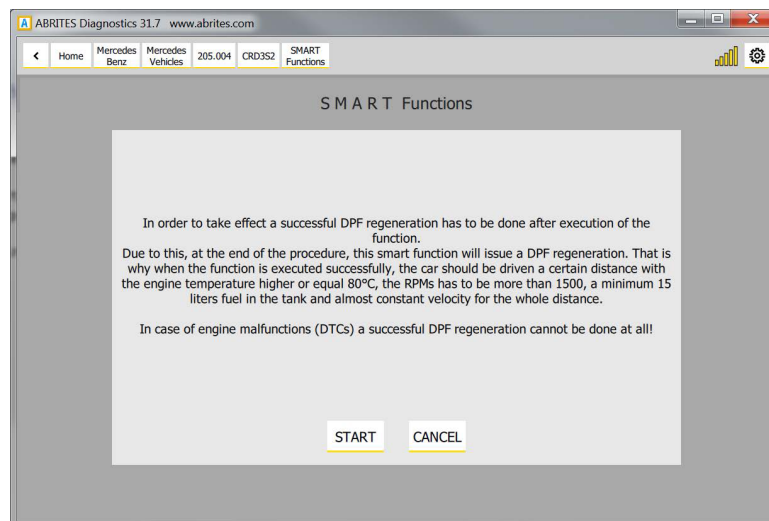 ABRITES Diagnostics 31.7 www.abrites.com
Home
Mercedes
Benz
Mercedes
Vehicles
205.004
CRD3S2
SMART
Functions
S M A R T Functions
In order to take effect a successful DPF regeneration has to be done after execution of the
function.
Due to this, at the end of the procedure, this smart function will issue a DPF regeneration. That is
why when the function is executed successfully, the car should be driven a certain distance with
the engine temperature higher or equal 80°C, the RPMs has to be more than 1500, a minimum 15
liters fuel in the tank and almost constant velocity for the whole distance.
In case of engine malfunctions (DTCs) a successful DPF regeneration cannot be done at all!
START
CANCEL